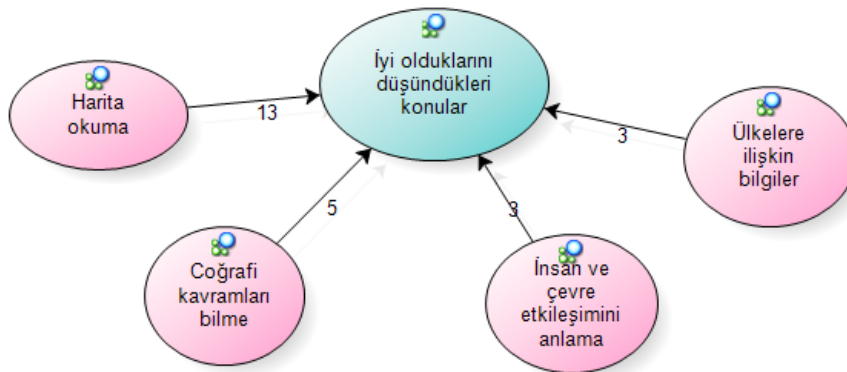 İyi olduklarını
düşündükleri
konular
Harita
okuma
13
Ülkelere
ilişkin
bilgiler
3
5
3
Coğrafi
kavramları
bilme
İnsan ve
çevre
etkileşimini
anlama